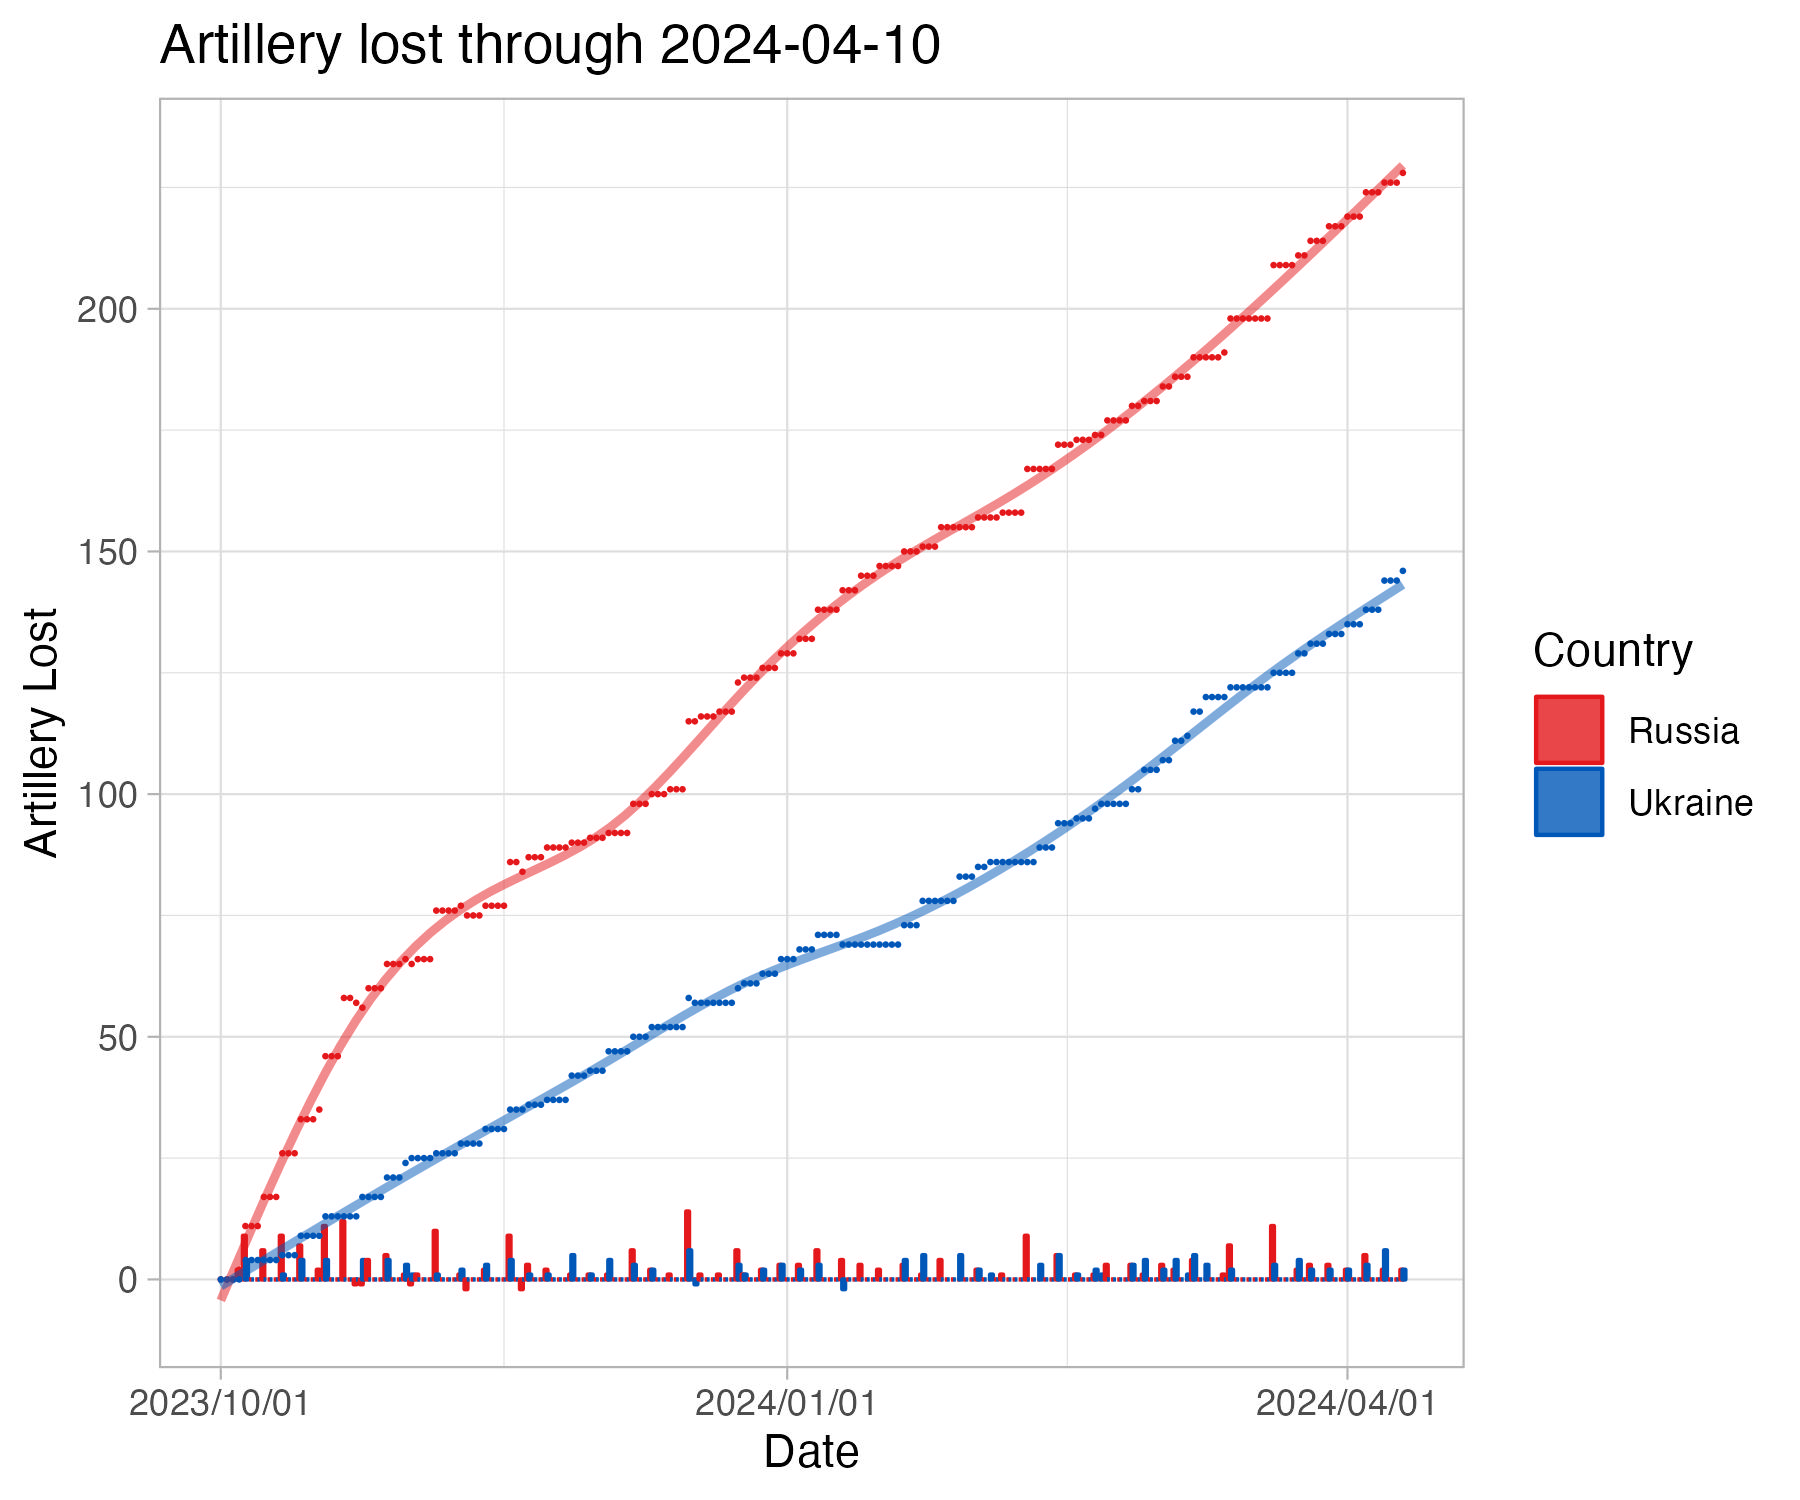 Artillery lost through 2024-04-10
Artillery Lost
200
150
100
50
0
2023/10/01
2024/01/01
2024/04/01
Date
Country
Russia
Ukraine